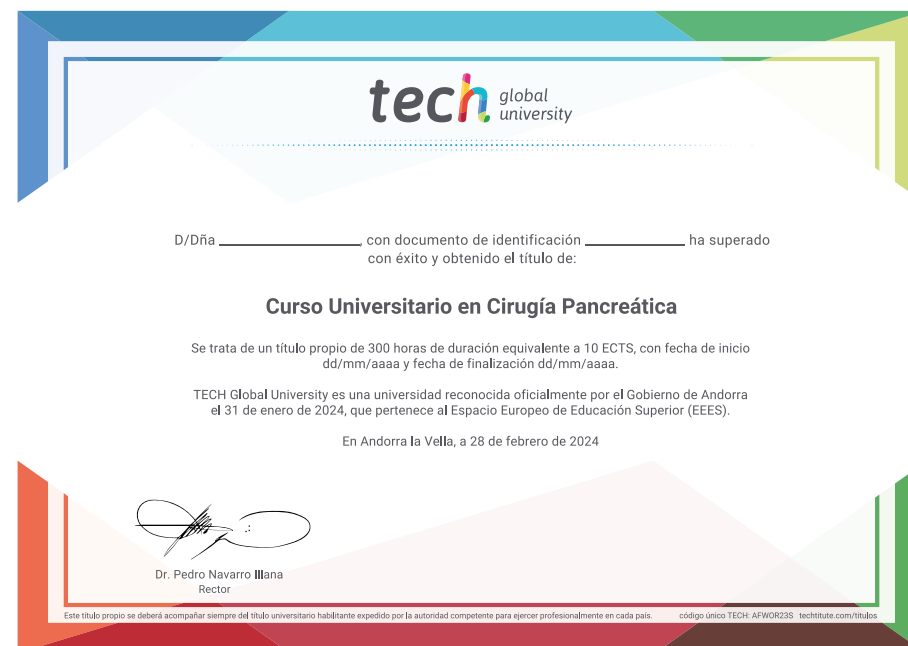 tech global university
D/Dña ______________, con documento de identificación ____________ ha superado
con éxito y obtenido el título de:
Curso Universitario en Cirugía Pancreática
Se trata de un título propio de 300 horas de duración equivalente a 10 ECTS, con fecha de inicio
dd/mm/aaaa y fecha de finalización dd/mm/aaaa.
TECH Global University es una universidad reconocida oficialmente por el Gobierno de Andorra
el 31 de enero de 2024, que pertenece al Espacio Europeo de Educación Superior (EEES).
En Andorra la Vella, a 28 de febrero de 2024
Dr. Pedro Navarro Illana
Rector
Este título propio se deberá acompañar siempre del título universitario habilitante expedido por la autoridad competente para ejercer profesionalmente en cada país. código único TECH: AFWOR23S techtitute.com/títulos